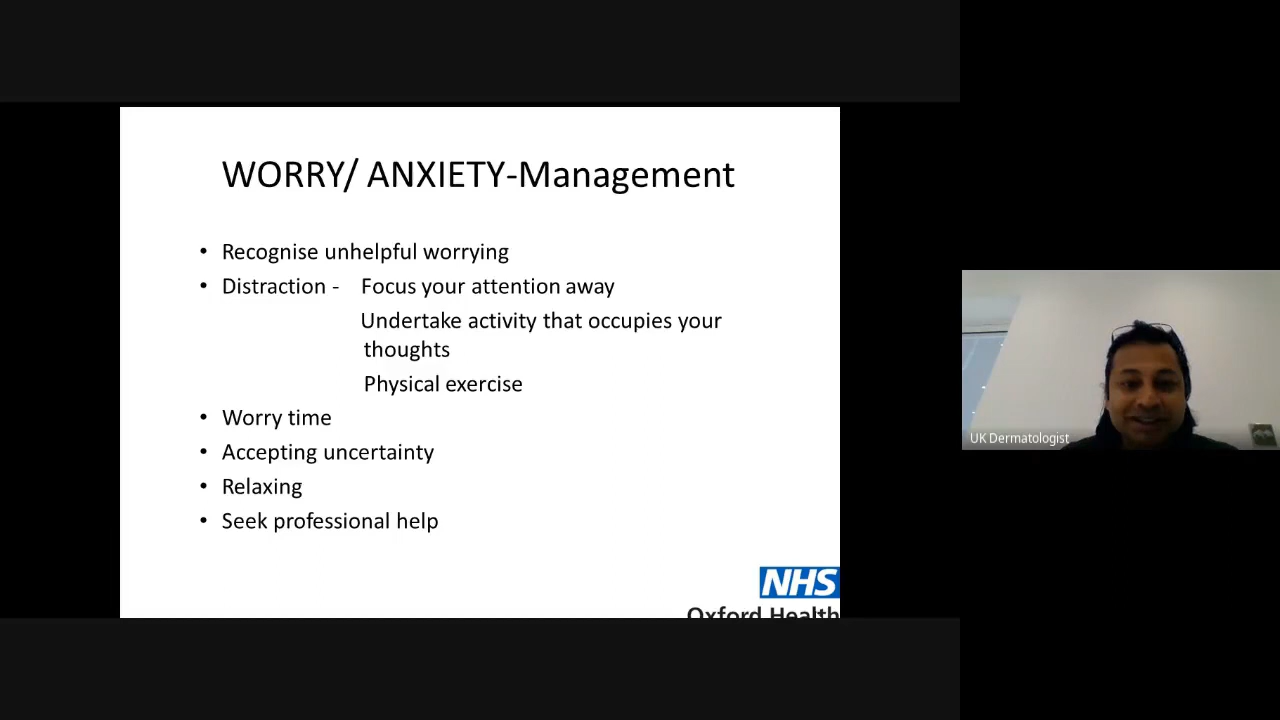 WORRY/ ANXIETY-Management
• Recognise unhelpful worrying
• Distraction - Focus your attention away
Undertake activity that occupies your
thoughts
Physical exercise
• Worry time
• Accepting uncertainty
• Relaxing
• Seek professional help
NHS
Oxford Health
UK Dermatologist